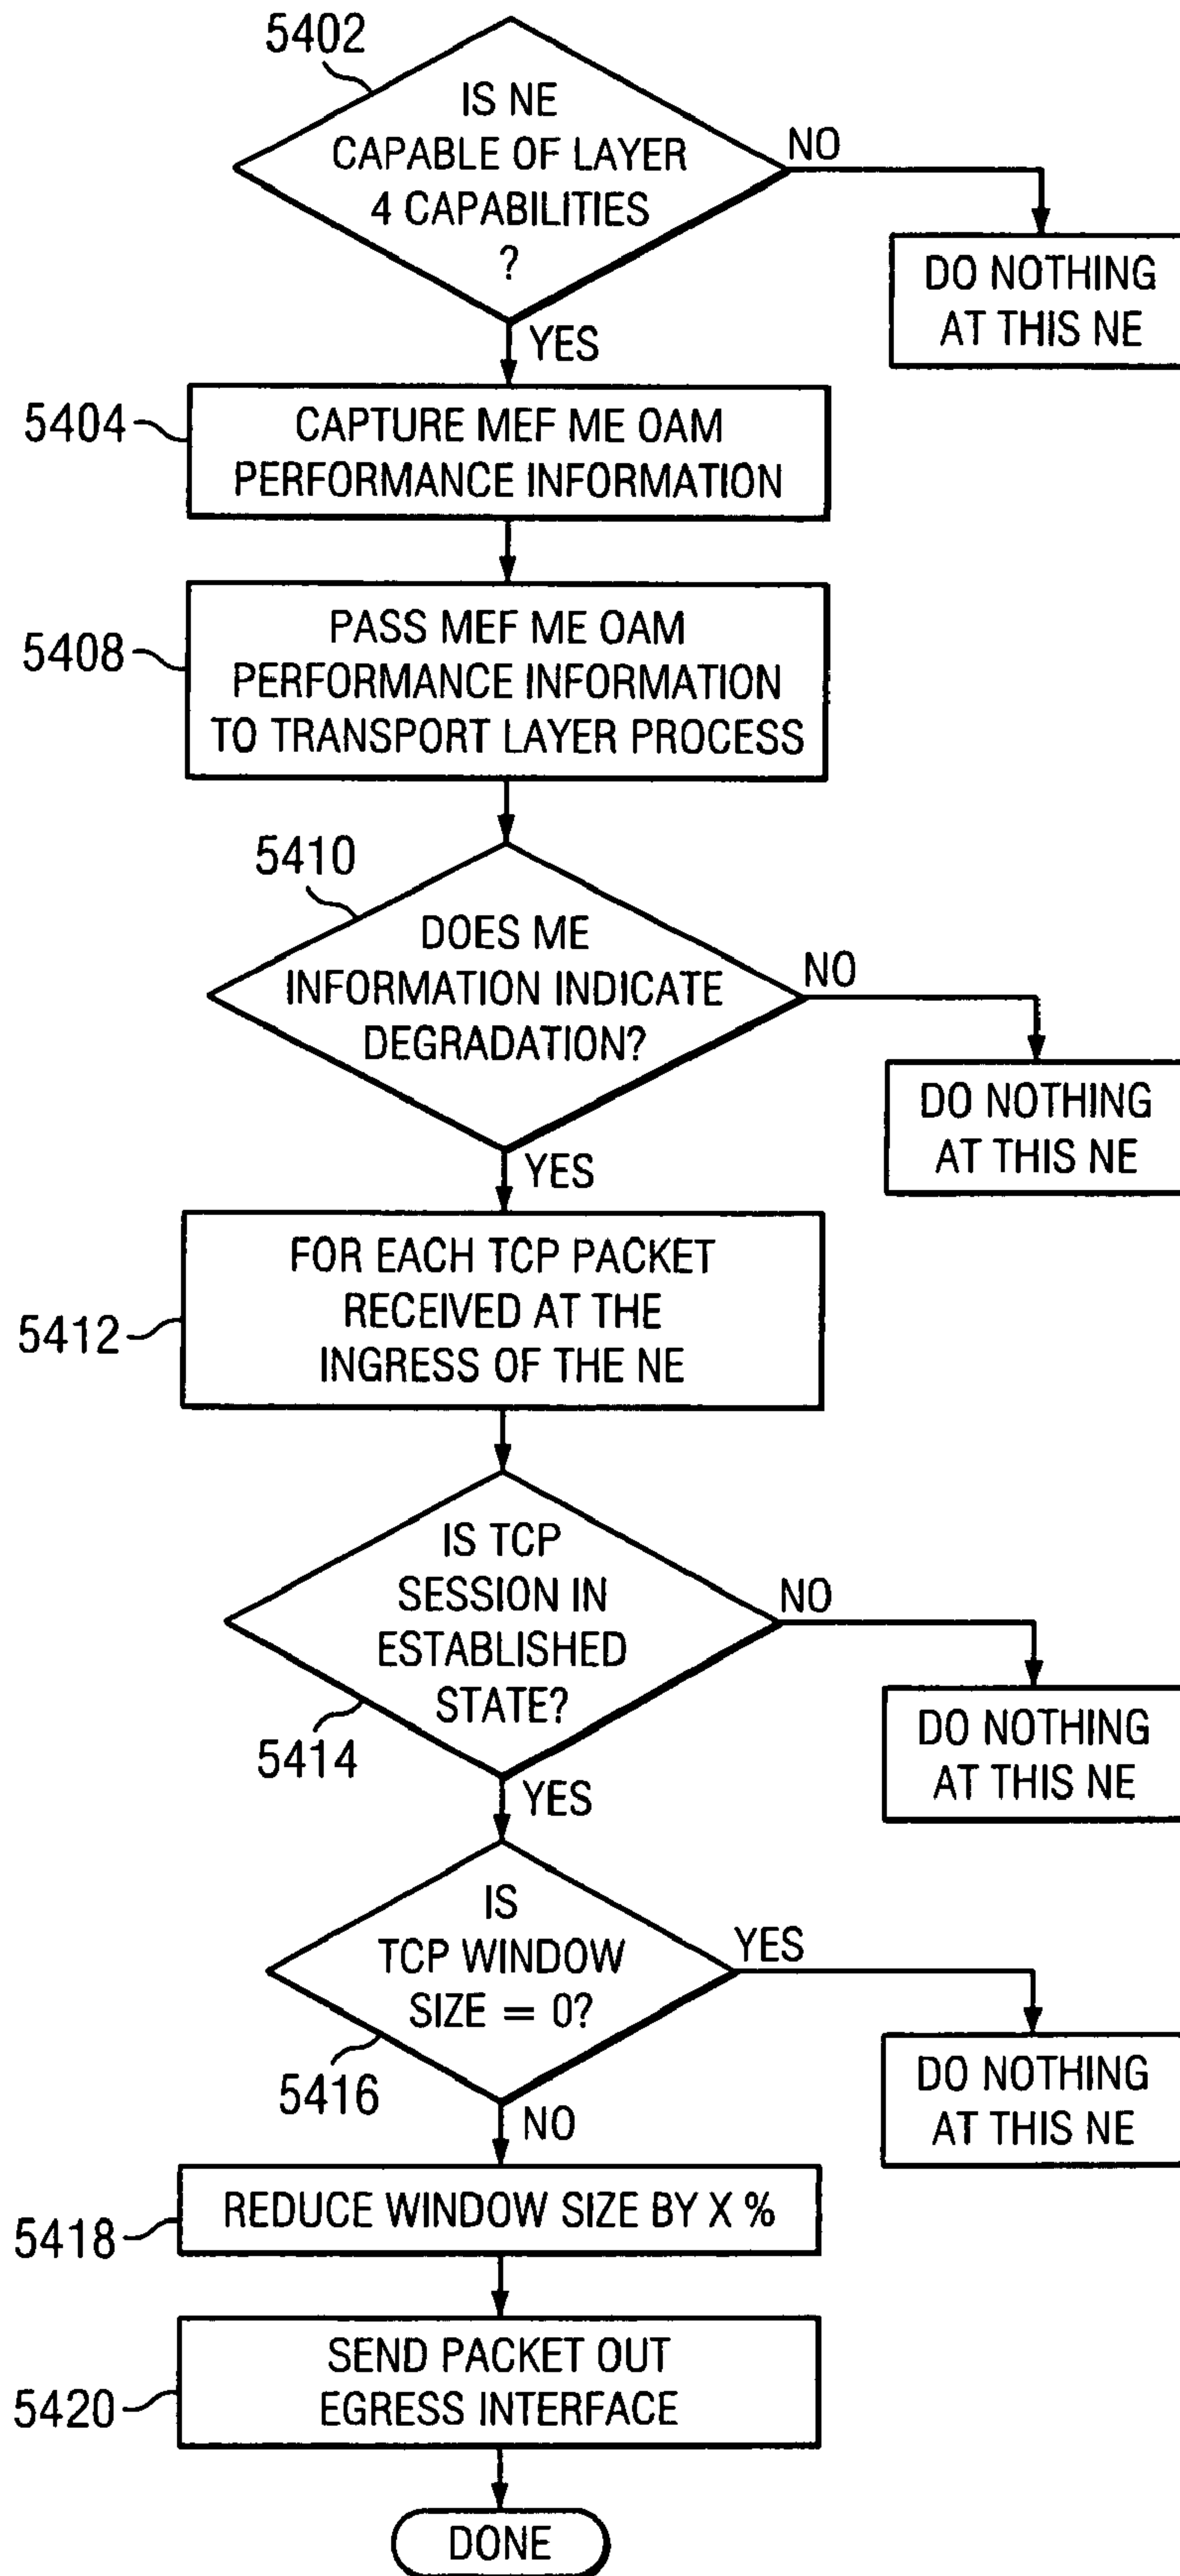 5402
IS NE
CAPABLE OF LAYER
4 CAPABILITIES
?
NO
DO NOTHING
AT THIS NE
YES
5404
CAPTURE MEF ME OAM
PERFORMANCE INFORMATION
5408
PASS MEF ME OAM
PERFORMANCE INFORMATION
TO TRANSPORT LAYER PROCESS
5410
DOES ME
INFORMATION INDICATE
DEGRADATION?
NO
DO NOTHING
AT THIS NE
YES
5412
FOR EACH TCP PACKET
RECEIVED AT THE
INGRESS OF THE NE
IS TCP
SESSION IN
ESTABLISHED
STATE?
5414
NO
DO NOTHING
AT THIS NE
YES
IS
TCP WINDOW
SIZE = 0?
5416
YES
DO NOTHING
AT THIS NE
NO
5418
REDUCE WINDOW SIZE BY X %
5420
SEND PACKET OUT
EGRESS INTERFACE
DONE